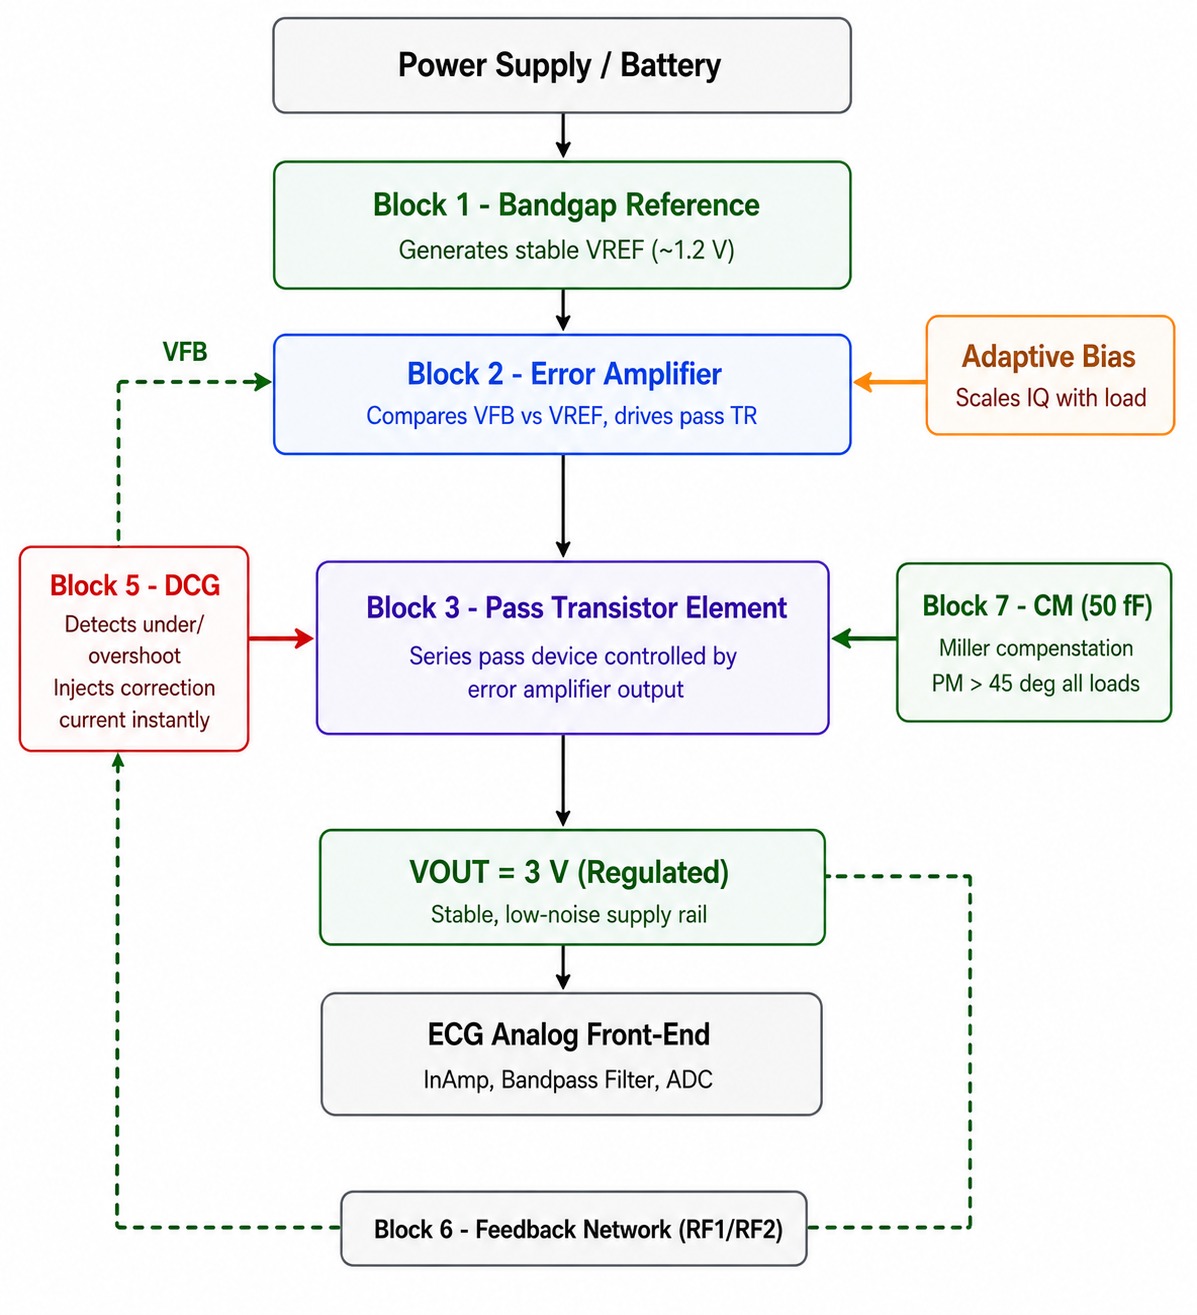 Power Supply / Battery
Block 1 - Bandgap Reference
Generates stable VREF (~1.2 V)
VFB
Block 2 - Error Amplifier
Compares VFB vs VREF, drives pass TR
Adaptive Bias
Scales IQ with load
Block 5 - DCG
Detects under/
overshoot
Injects correction
current instantly
Block 3 - Pass Transistor Element
Series pass device controlled by
error amplifier output
Block 7 - CM (50 fF)
Miller compenstation
PM > 45 deg all loads
VOUT = 3 V (Regulated)
Stable, low-noise supply rail
ECG Analog Front-End
InAmp, Bandpass Filter, ADC
Block 6 - Feedback Network (RF1/RF2)